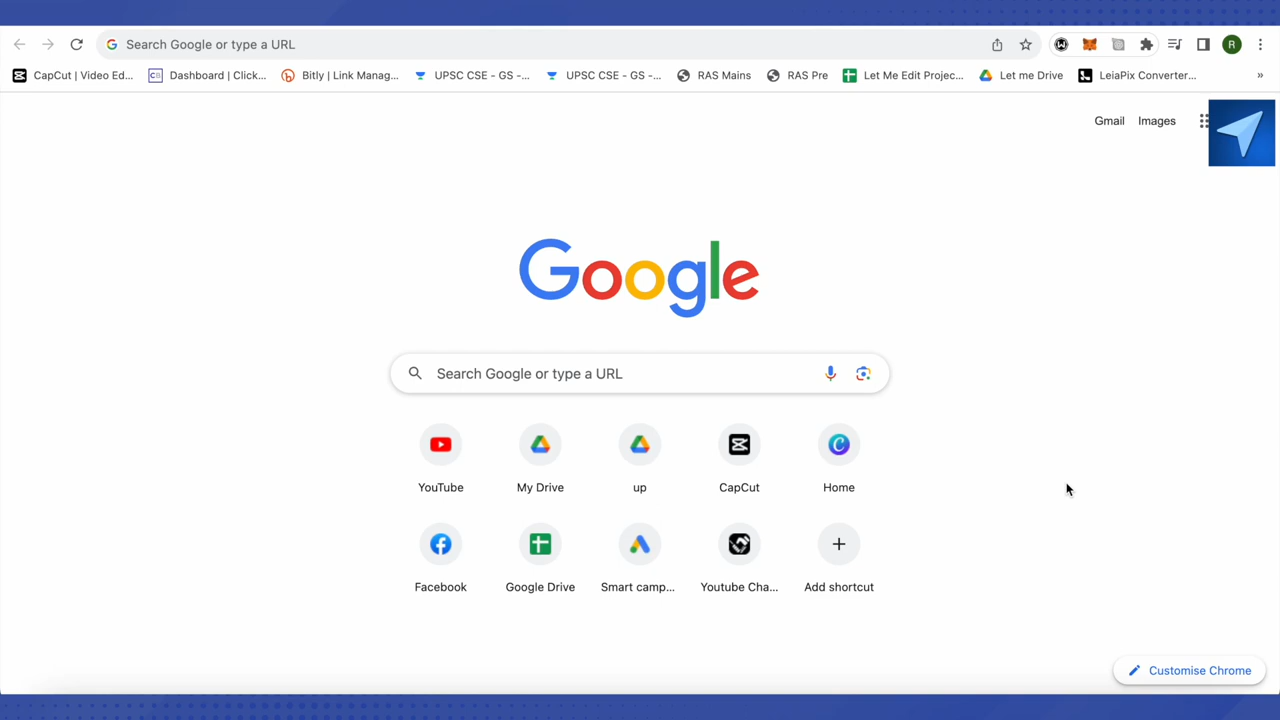 Search Google or type a URL
R
CapCut | Video Ed...
CB Dashboard | Click...
Bitly | Link Manag...
UPSC CSE - GS -...
UPSC CSE - GS -...
RAS Mains
RAS Pre
Let Me Edit Projec...
Let me Drive
LeiaPix Converter...
»
Gmail
Images
Google
Search Google or type a URL
YouTube
My Drive
up
CapCut
Home
Facebook
Google Drive
Smart camp...
Youtube Cha...
Add shortcut
Customise Chrome